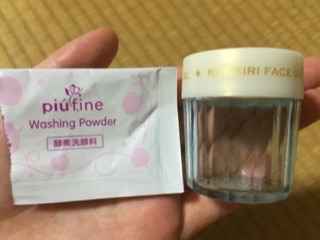 piufine
Washing Powder
酵素洗顔料
★ KIRIKIRI FACE